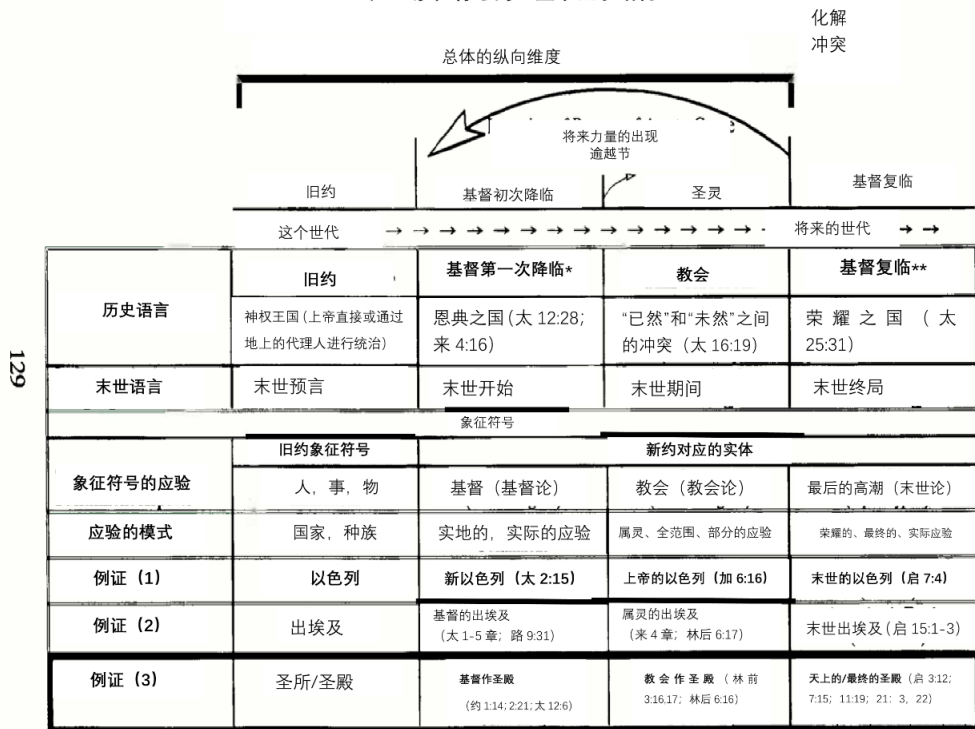 化解
冲突
总体的纵向维度
将来力量的出现
逾越节
旧约
基督初次降临
圣灵
基督复临
这个世代
将来的世代
历史语言
旧约
基督第一次降临*
教会
基督复临**
神权王国(上帝直接或通过
地上的代理人进行统治)
恩典之国(太 12:28;
来 4:16)
“已然”和“未然”之间
的冲突(太 16:19)
荣耀之国(太
25:31)
末世语言
末世预言
末世开始
末世期间
末世终局
象征符号
旧约象征符号
新约对应的实体
象征符号的应验
人,事,物
基督(基督论)
教会(教会论)
最后的高潮(末世论)
应验的模式
国家,种族
实地的,实际的应验
属灵、全范围、部分的应验
荣耀的、最终的、实际应验
例证(1)
以色列
新以色列(太 2:15)
上帝的以色列(加 6:16)
末世的以色列(启 7:4)
例证(2)
出埃及
基督的出埃及
(太 1-5 章;路 9:31)
属灵的出埃及
(来 4 章;林后 6:17)
末世出埃及(启 15:1-3)
例证(3)
圣所/圣殿
基督作圣殿
(约 1:14; 2:21; 太 12:6)
教会作圣殿(林前
3:16.17; 林后 6:16)
天上的/最终的圣殿(启 3:12;
7:15; 11:19; 21: 3, 22)
129